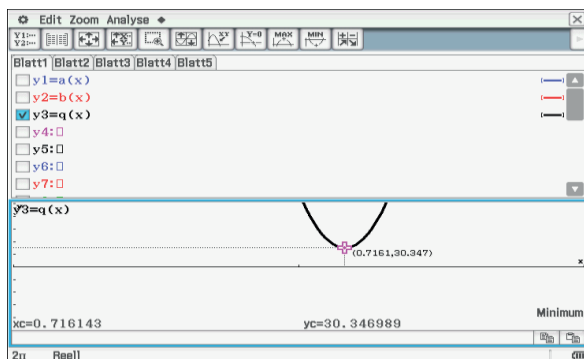 Edit Zoom Analyse
Blatt1 Blatt2 Blatt3 Blatt4 Blatt5
y1=a(x)
y2=b(x)
y3=q(x)
y4:▯
y5:▯
y6:▯
y7:▯
y3=q(x)
(0.7161,30.347)
x
Minimum
xc=0.716143 yc=30.346989
2π Reell